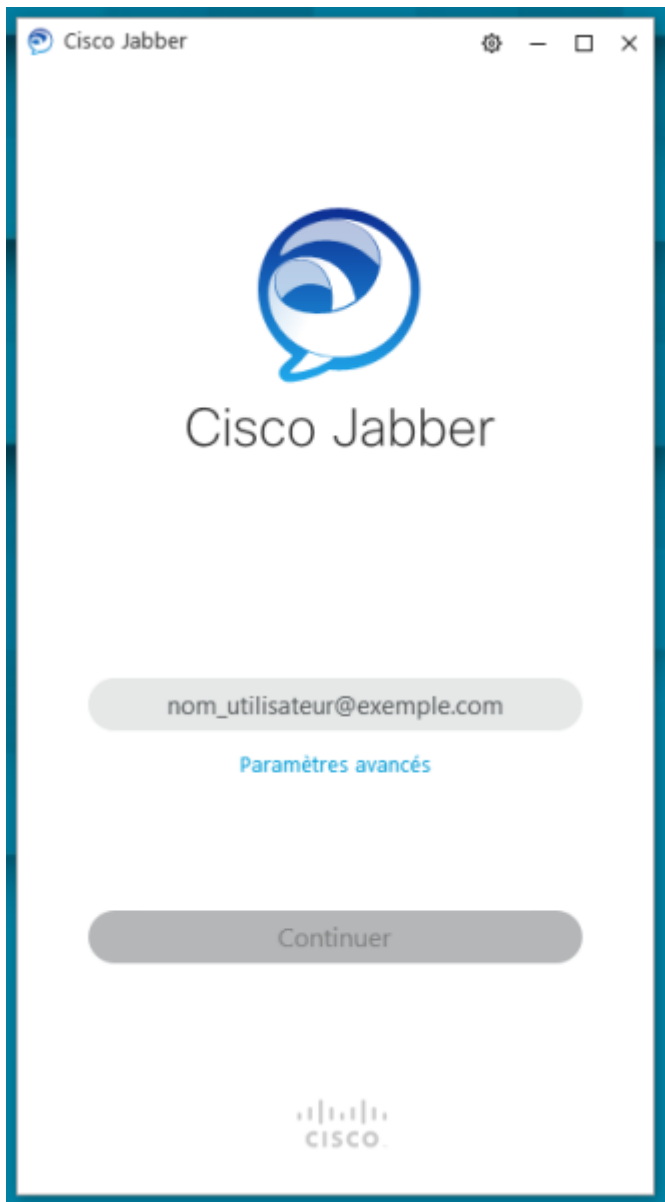 Cisco Jabber
Cisco Jabber
nom_utilisateur@exemple.com
Paramètres avancés
Continuer
CISCO